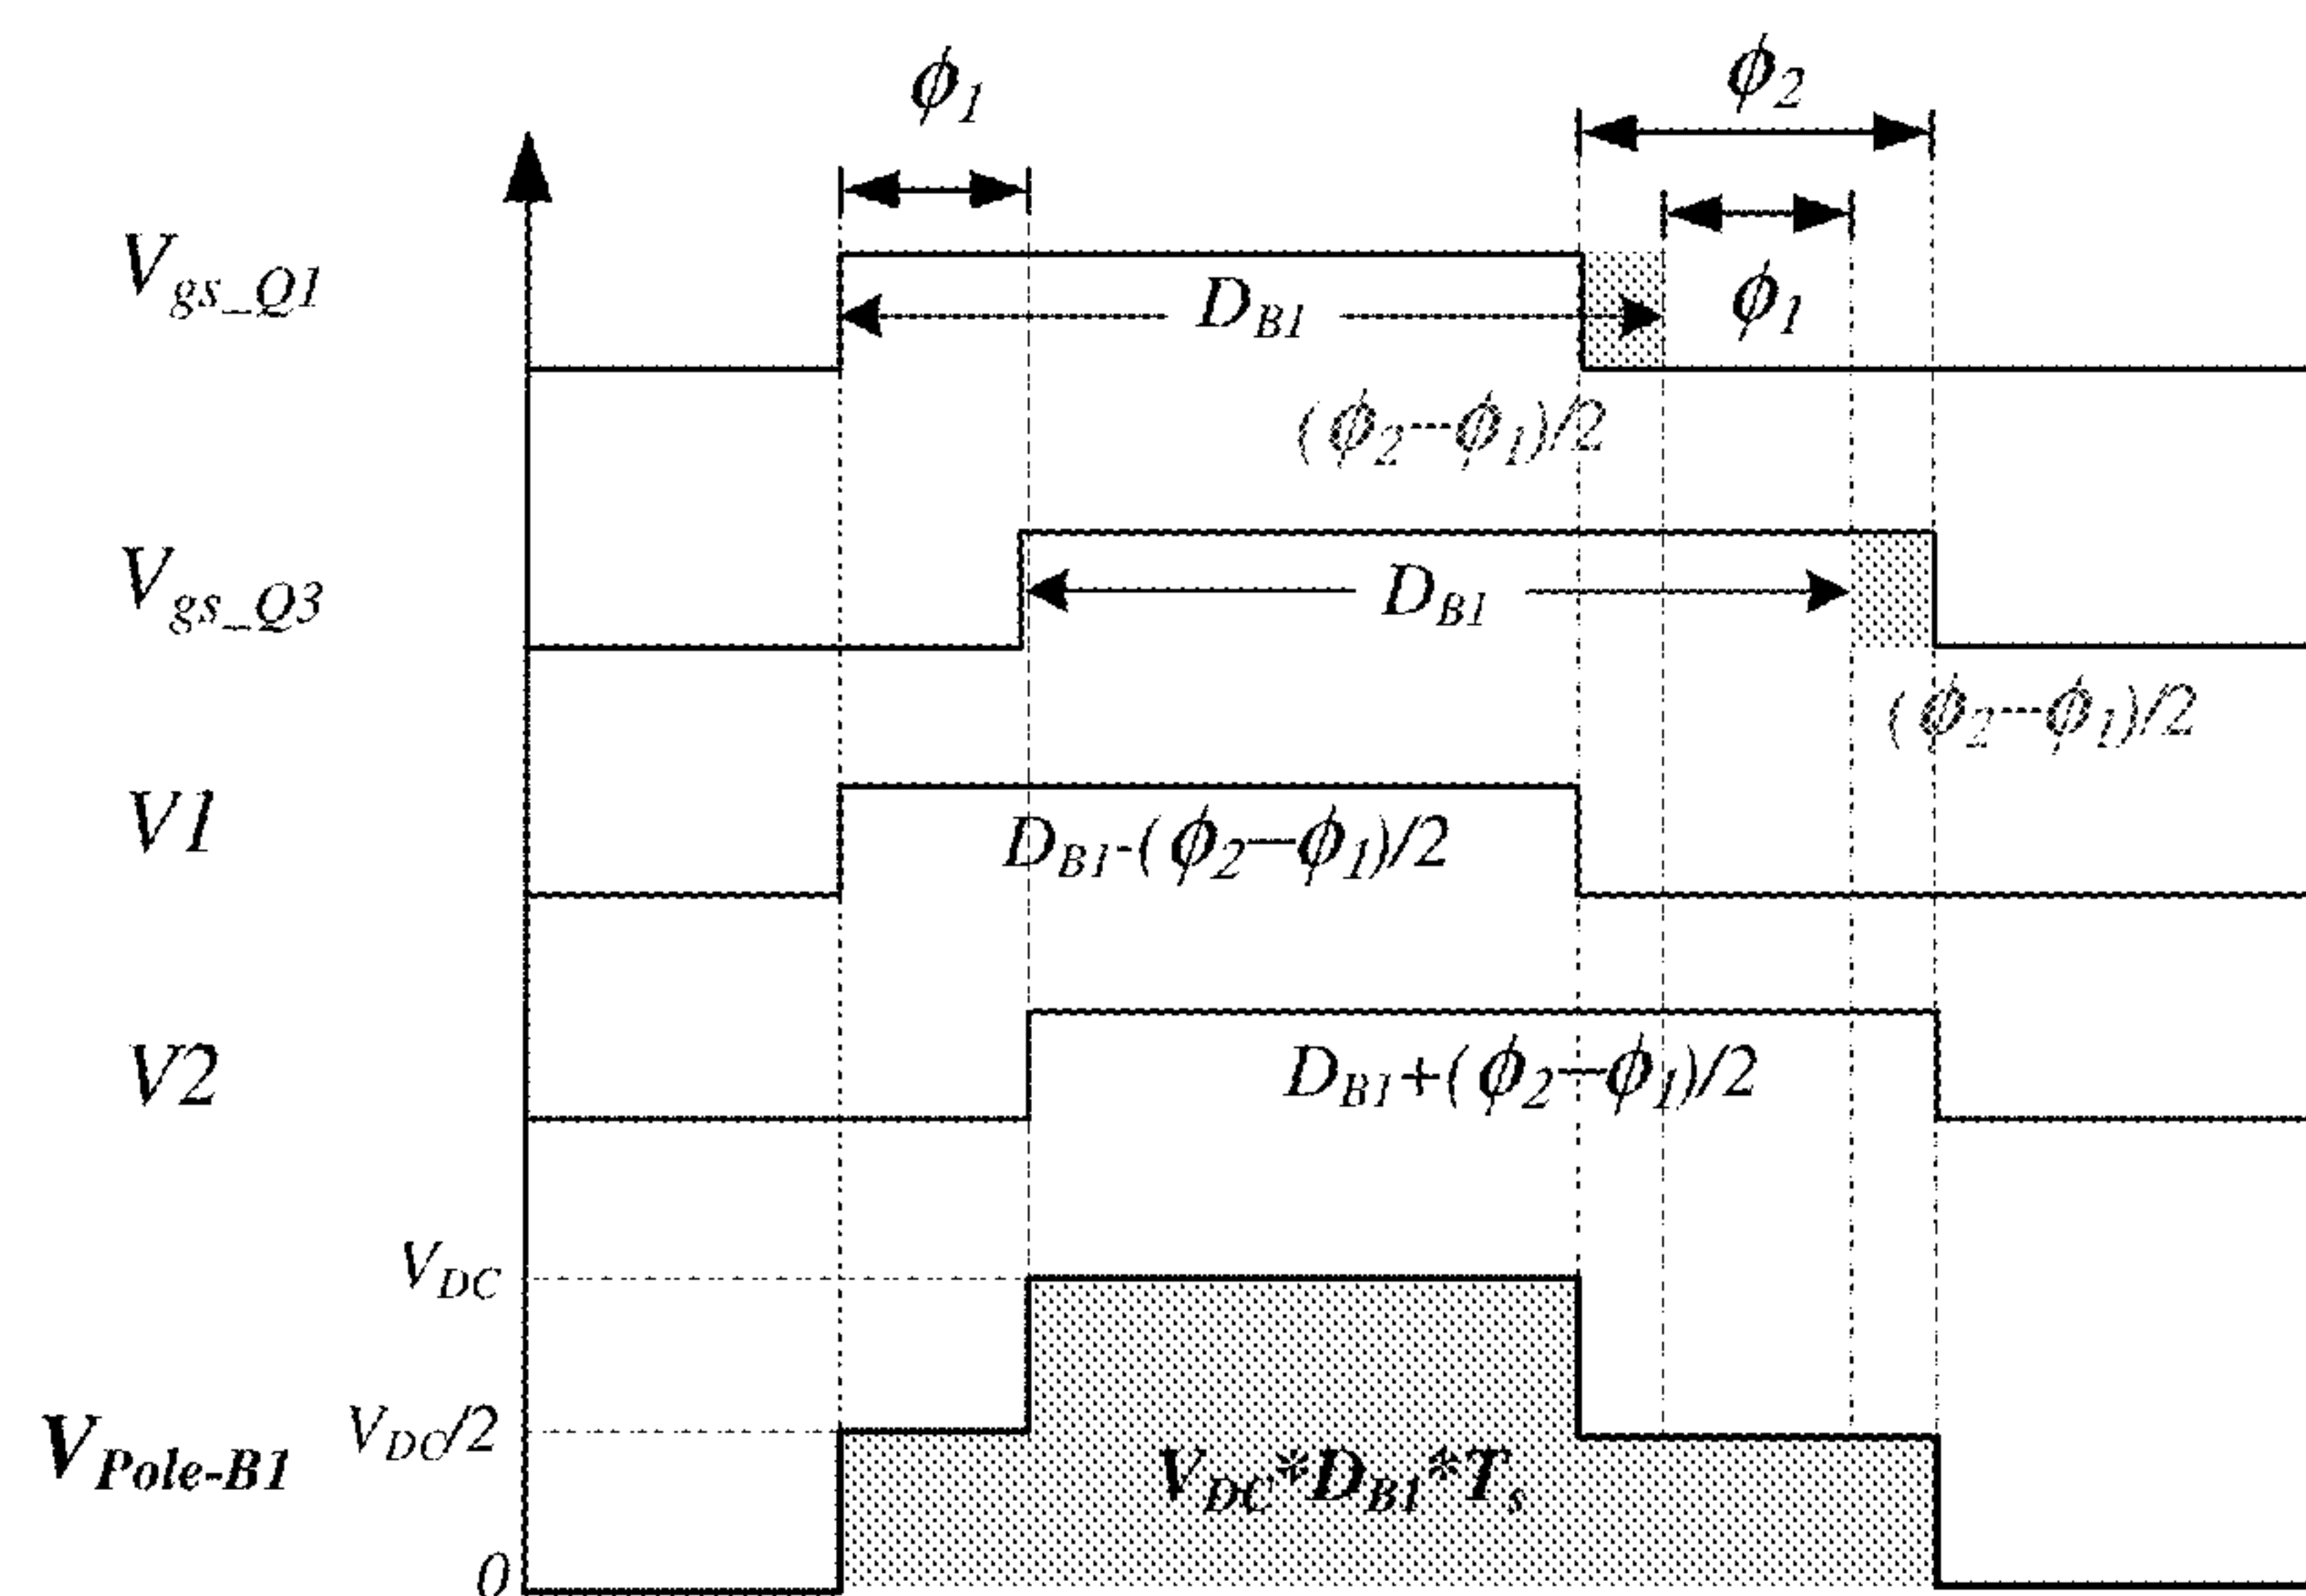 ϕ1
ϕ2
Vgs_Q1
DB1
ϕ1
(ϕ2−ϕ1)/2
Vgs_Q3
DB1
(ϕ2−ϕ1)/2
V1
DB1-(ϕ2−ϕ1)/2
V2
DB1+(ϕ2−ϕ1)/2
VDC
VDC/2
VPole-B1
VDC*DB1*Ts
0